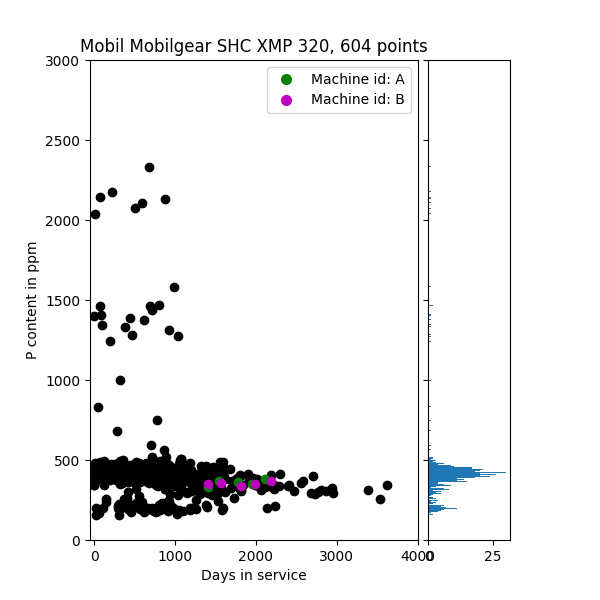 Mobil Mobilgear SHC XMP 320, 604 points
Machine id: A
Machine id: B
P content in ppm
3000
2500
2000
1500
1000
500
0
0
1000
2000
3000
4000
0
25
Days in service